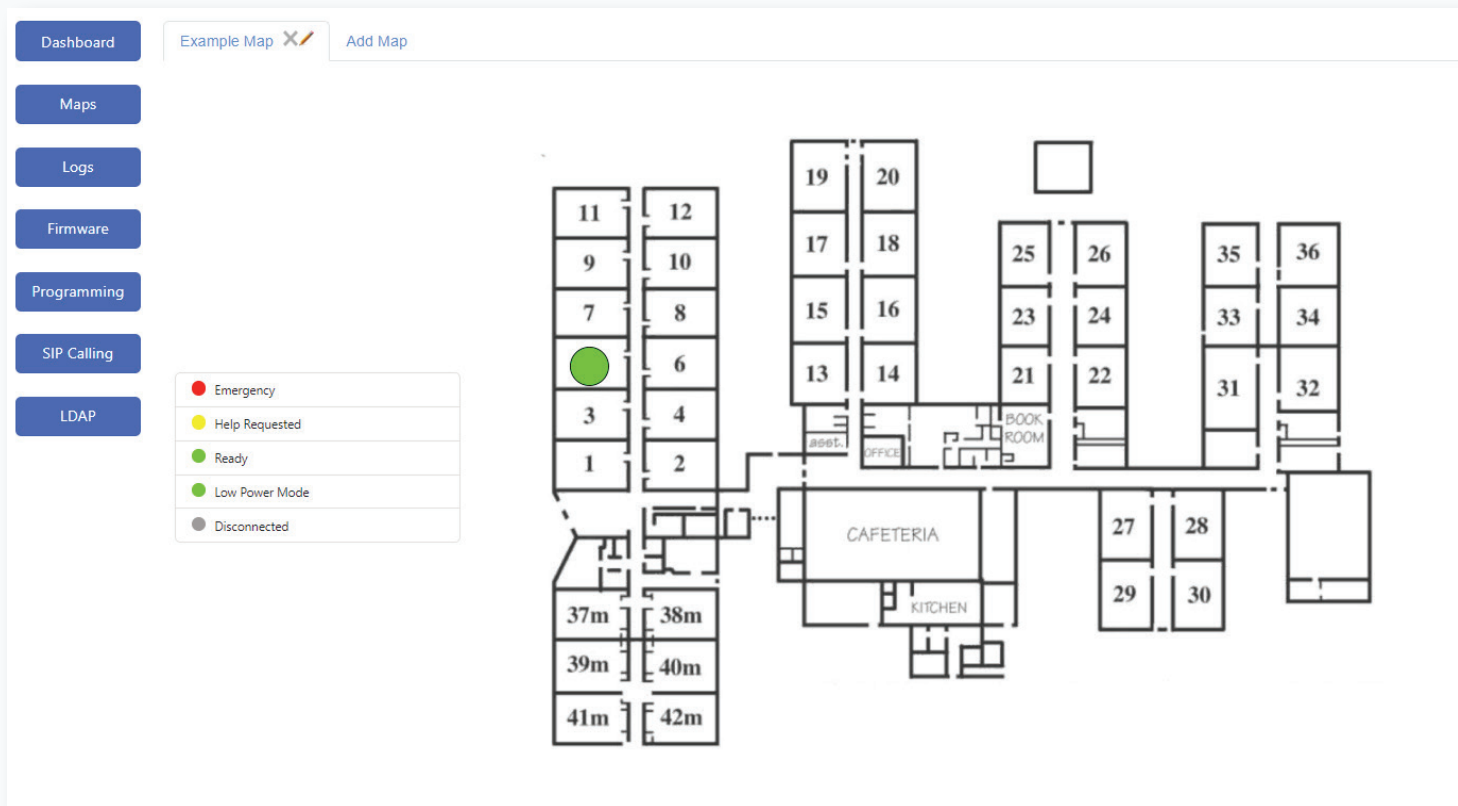 Dashboard
Maps
Logs
Firmware
Programming
SIP Calling
LDAP
Example Map
Add Map
Emergency
Help Requested
Ready
Low Power Mode
Disconnected
11 12
9 10
7 8
6
3 4
1 2
37m 38m
39m 40m
41m 42m
19 20
17 18
15 16
13 14
asst.
OFFICE
BOOK
ROOM
25 26
23 24
21 22
35 36
33 34
31 32
CAFETERIA
KITCHEN
27 28
29 30